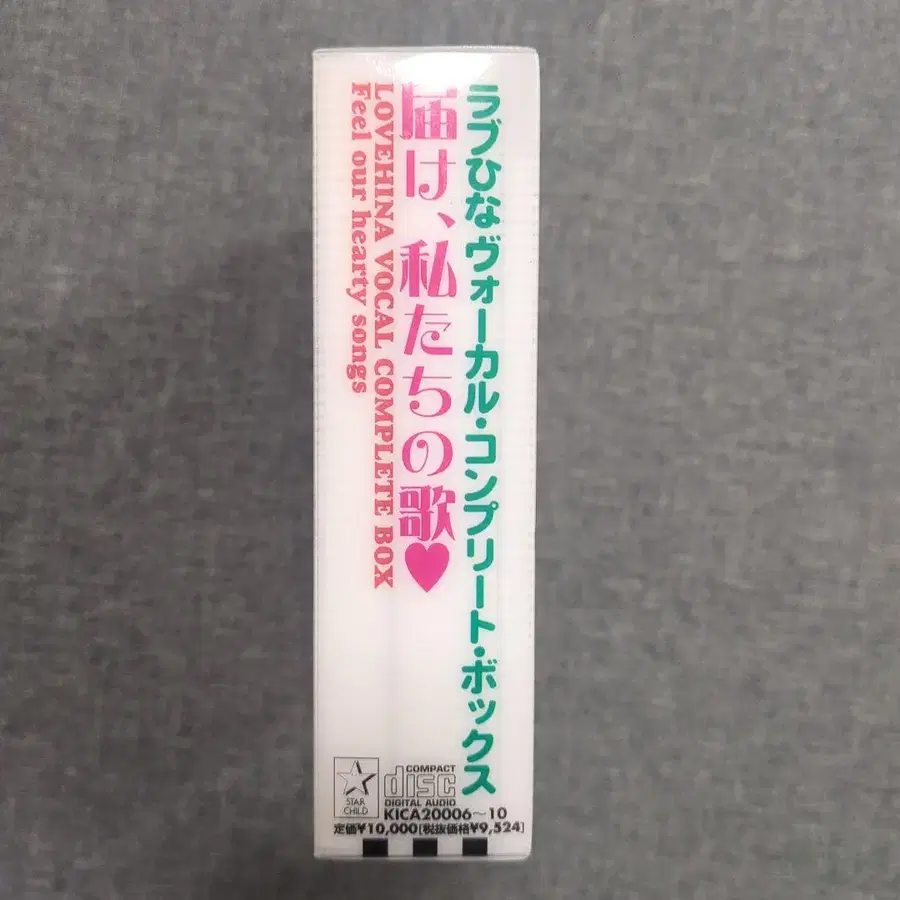 ラブひなヴォーカル・コンプリート・ボックス
届け、私たちの歌♥
LOVEHINA VOCAL COMPLETE BOX
Feel our hearty songs
STAR
CHILD
COMPACT
disc
DIGITAL AUDIO
KICA20006〜10
定価¥10,000[税抜価格¥9,524]